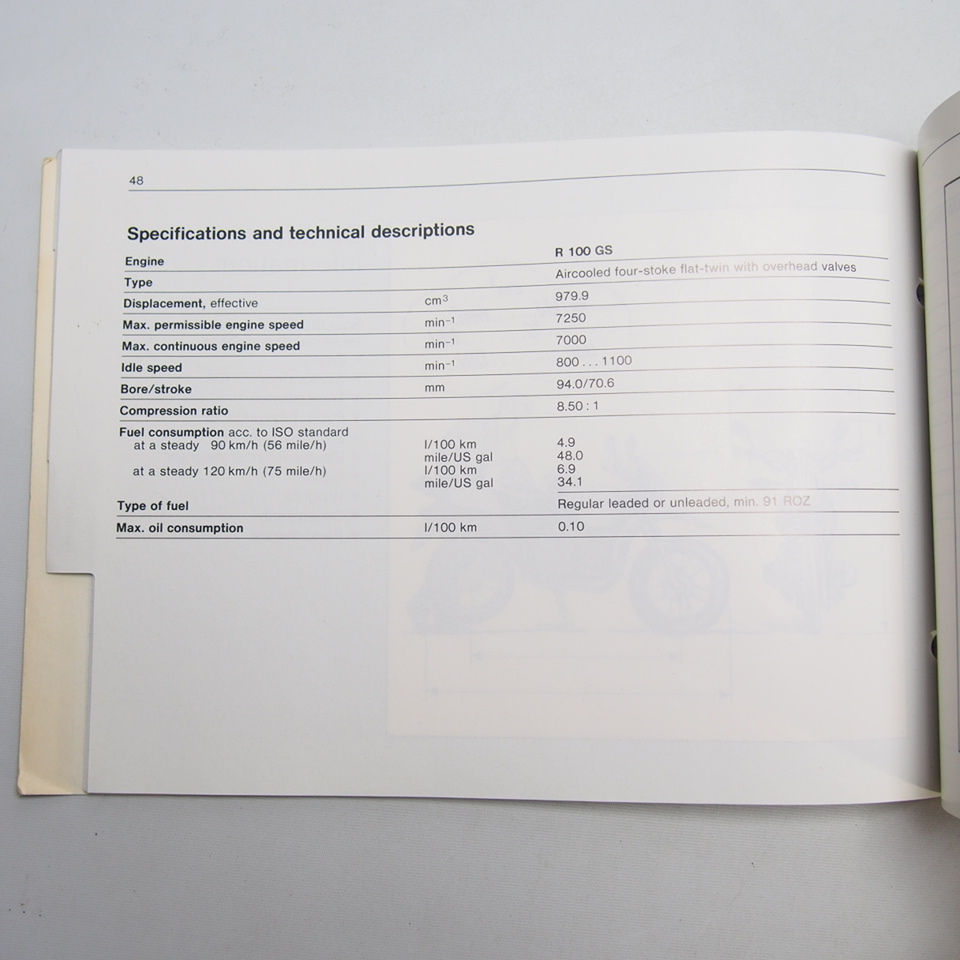 48
Specifications and technical descriptions
Engine R 100 GS
Type Aircooled four-stoke flat-twin with overhead valves
Displacement, effective cm³ 979.9
Max. permissible engine speed min⁻¹ 7250
Max. continuous engine speed min⁻¹ 7000
Idle speed min⁻¹ 800...1100
Bore/stroke mm 94.0/70.6
Compression ratio 8.50 : 1
Fuel consumption acc. to ISO standard
at a steady 90 km/h (56 mile/h) l/100 km 4.9
mile/US gal 48.0
at a steady 120 km/h (75 mile/h) l/100 km 6.9
mile/US gal 34.1
Type of fuel Regular leaded or unleaded, min. 91 ROZ
Max. oil consumption l/100 km 0.10